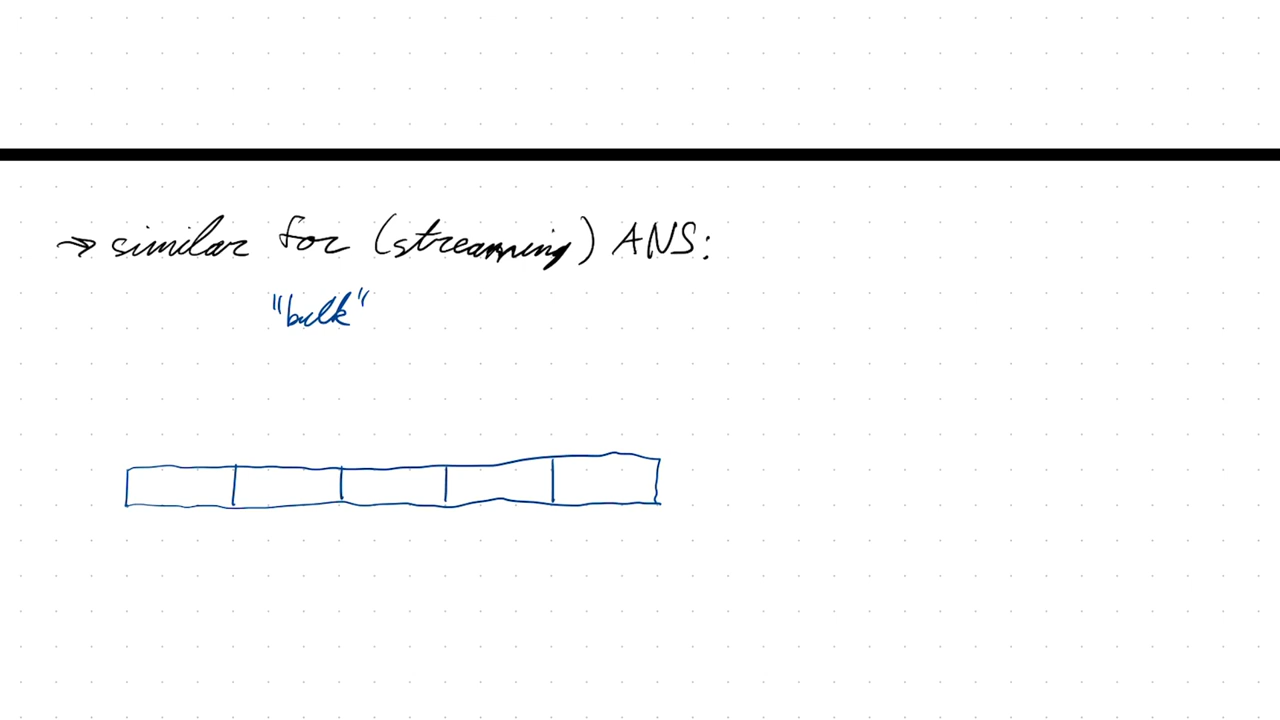 → similar for (streaming) ANS:
"bulk"